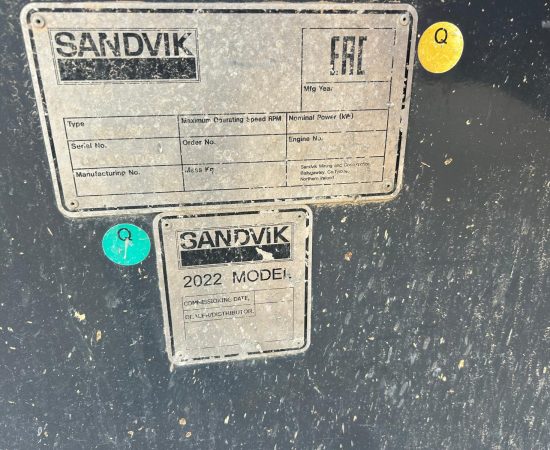 SANDVIK
EAC
Mfg Year
Type
Maximum Operating Speed RPM
Nominal Power (kW)
Serial No.
Order No.
Engine No.
Manufacturing No.
Mass Kg
Sandvik Mining and Construction
Ballygawley, Co.Tyrone,
Northern Ireland
Q
Q
SANDVIK
2022 MODEL
COMMISSIONING DATE
DEALER/DISTRIBUTOR